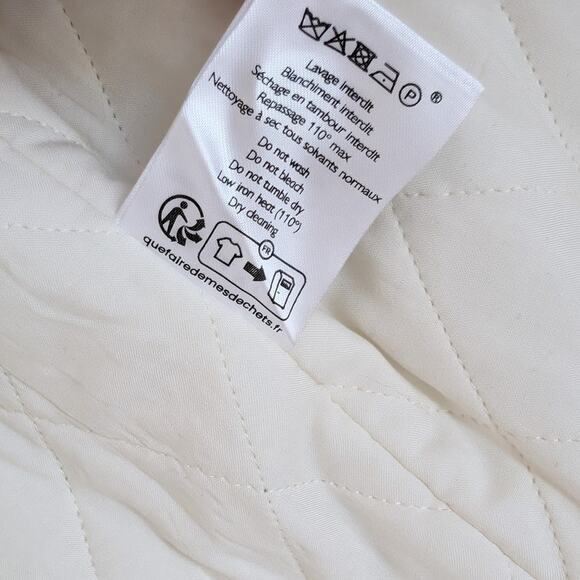 P ®
Lavage interdit.
Blanchiment interdit.
Séchage en tambour interdit
Repassage 110° max
Nettoyage à sec tous solvants normaux
Do not wash
Do not bleach
Do not tumble dry
Low iron heat (110°)
Dry cleaning
FR
quefairedemesdechets.fr